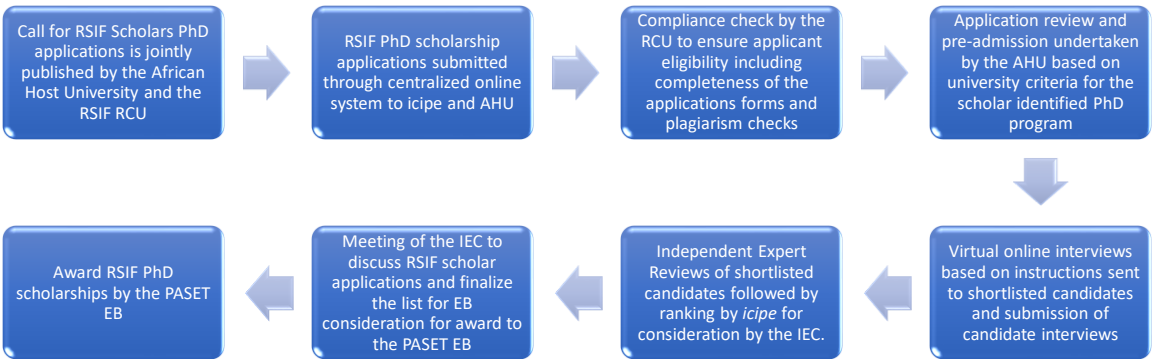 Call for RSIF Scholars PhD
applications is jointly
published by the African
Host University and the
RSIF RCU
RSIF PhD scholarship
applications submitted
through centralized online
system to icipe and AHU
Compliance check by the
RCU to ensure applicant
eligibility including
completeness of the
applications forms and
plagiarism checks
Application review and
pre-admission undertaken
by the AHU based on
university criteria for the
scholar identified PhD
program
Virtual online interviews
based on instructions sent
to shortlisted candidates
and submission of
candidate interviews
Independent Expert
Reviews of shortlisted
candidates followed by
ranking by icipe for
consideration by the IEC.
Meeting of the IEC to
discuss RSIF scholar
applications and finalize
the list for EB
consideration for award to
the PASET EB
Award RSIF PhD
scholarships by the PASET
EB